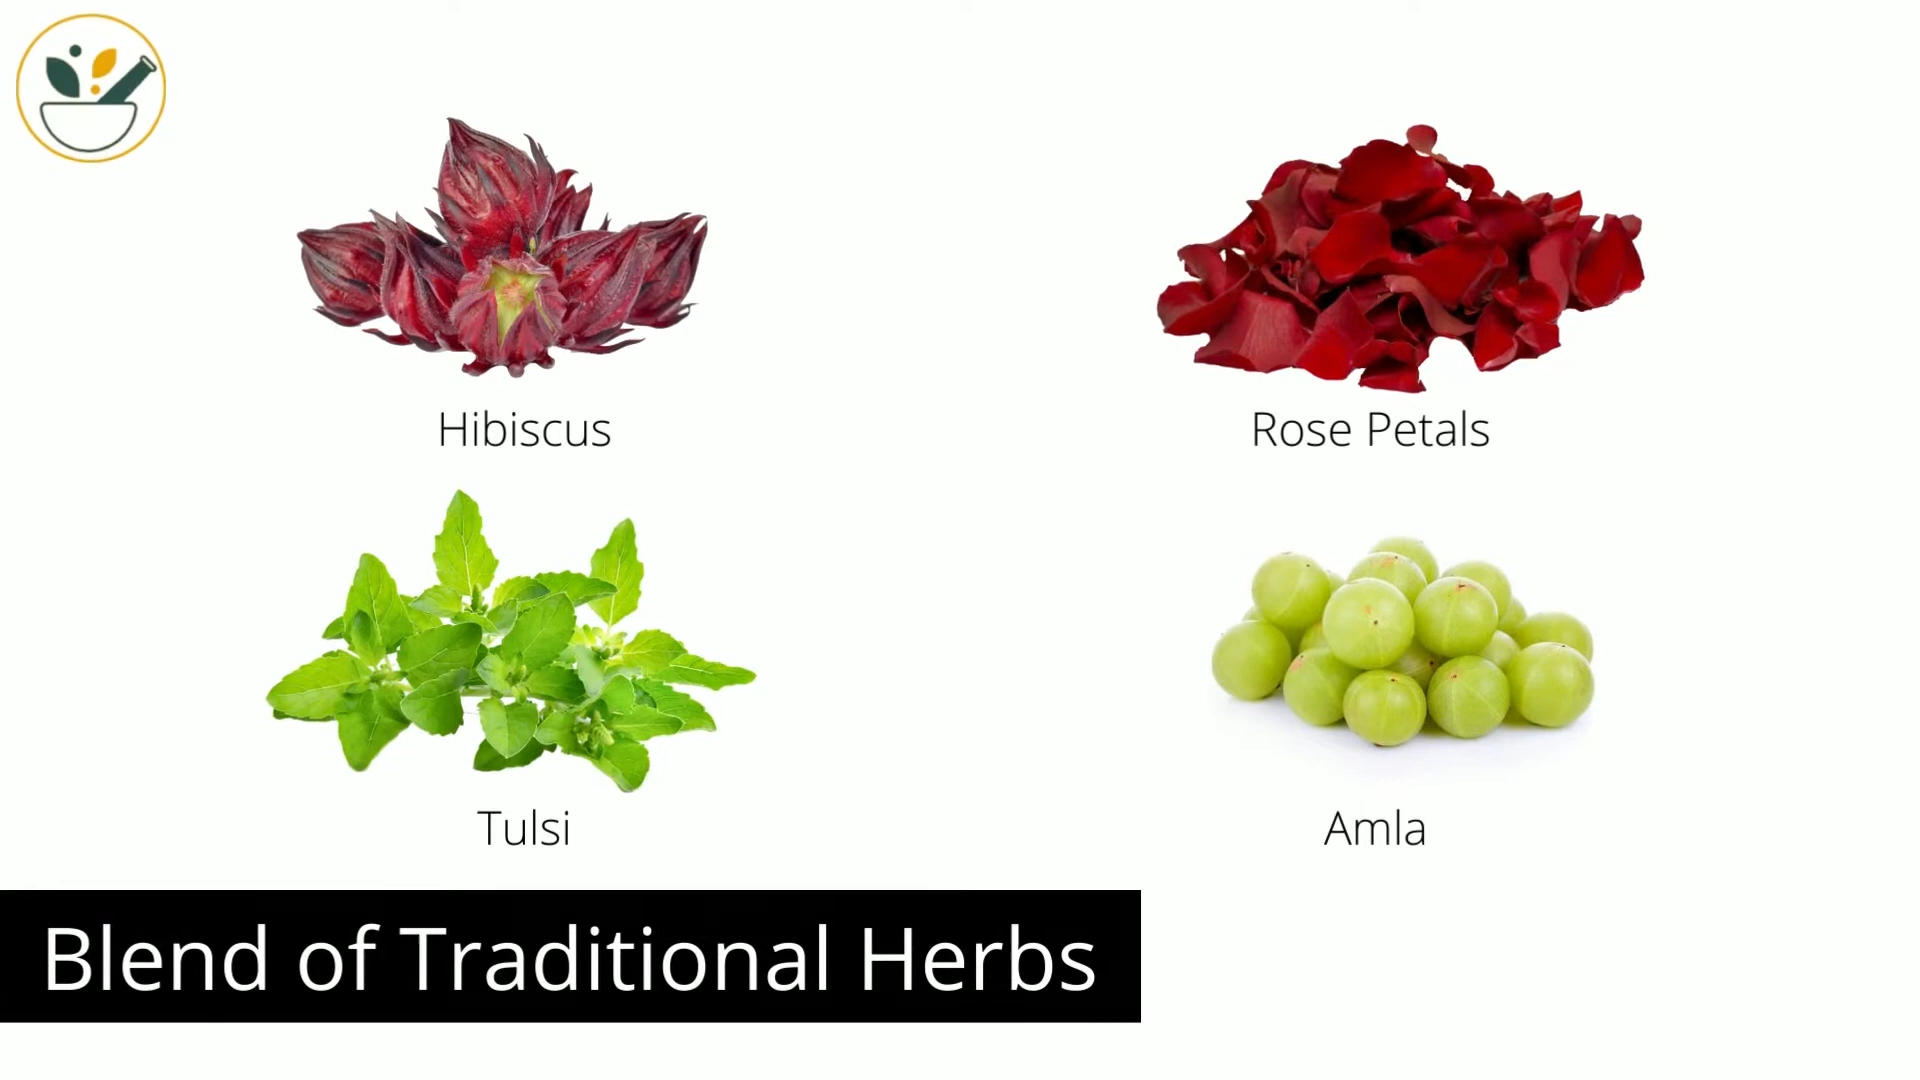 Hibiscus
Rose Petals
Tulsi
Amla
Blend of Traditional Herbs